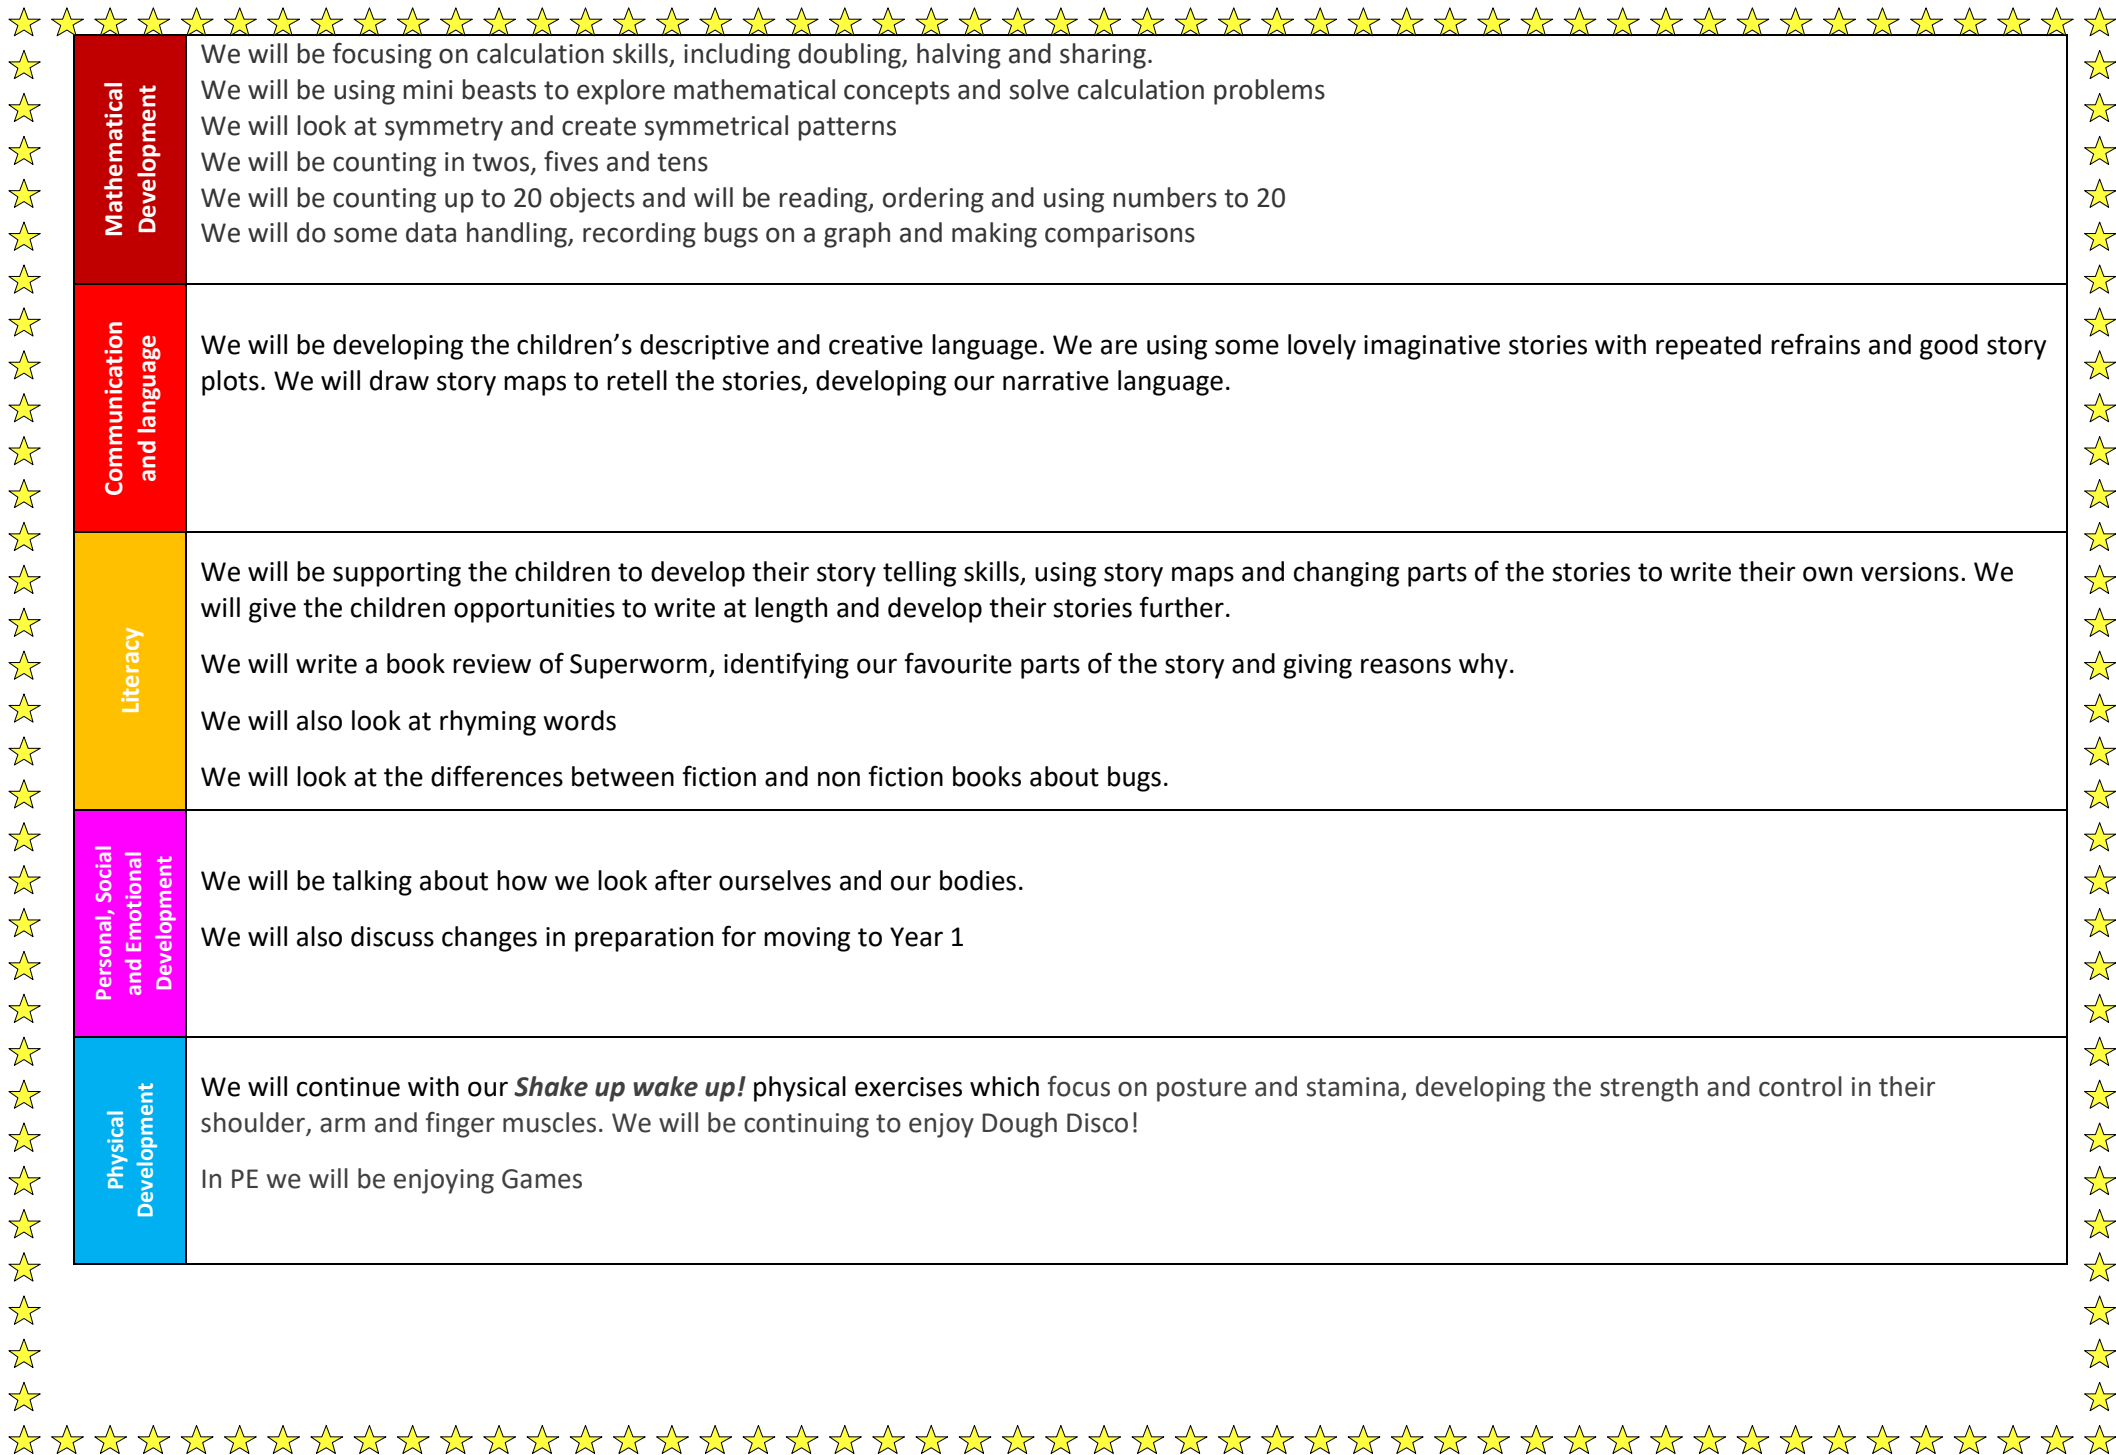 Mathematical
Development
We will be focusing on calculation skills, including doubling, halving and sharing.
We will be using mini beasts to explore mathematical concepts and solve calculation problems
We will look at symmetry and create symmetrical patterns
We will be counting in twos, fives and tens
We will be counting up to 20 objects and will be reading, ordering and using numbers to 20
We will do some data handling, recording bugs on a graph and making comparisons
Communication
and language
We will be developing the children’s descriptive and creative language. We are using some lovely imaginative stories with repeated refrains and good story
plots. We will draw story maps to retell the stories, developing our narrative language.
Literacy
We will be supporting the children to develop their story telling skills, using story maps and changing parts of the stories to write their own versions. We
will give the children opportunities to write at length and develop their stories further.
We will write a book review of Superworm, identifying our favourite parts of the story and giving reasons why.
We will also look at rhyming words
We will look at the differences between fiction and non fiction books about bugs.
Personal, Social
and Emotional
Development
We will be talking about how we look after ourselves and our bodies.
We will also discuss changes in preparation for moving to Year 1
Physical
Development
We will continue with our Shake up wake up! physical exercises which focus on posture and stamina, developing the strength and control in their
shoulder, arm and finger muscles. We will be continuing to enjoy Dough Disco!
In PE we will be enjoying Games